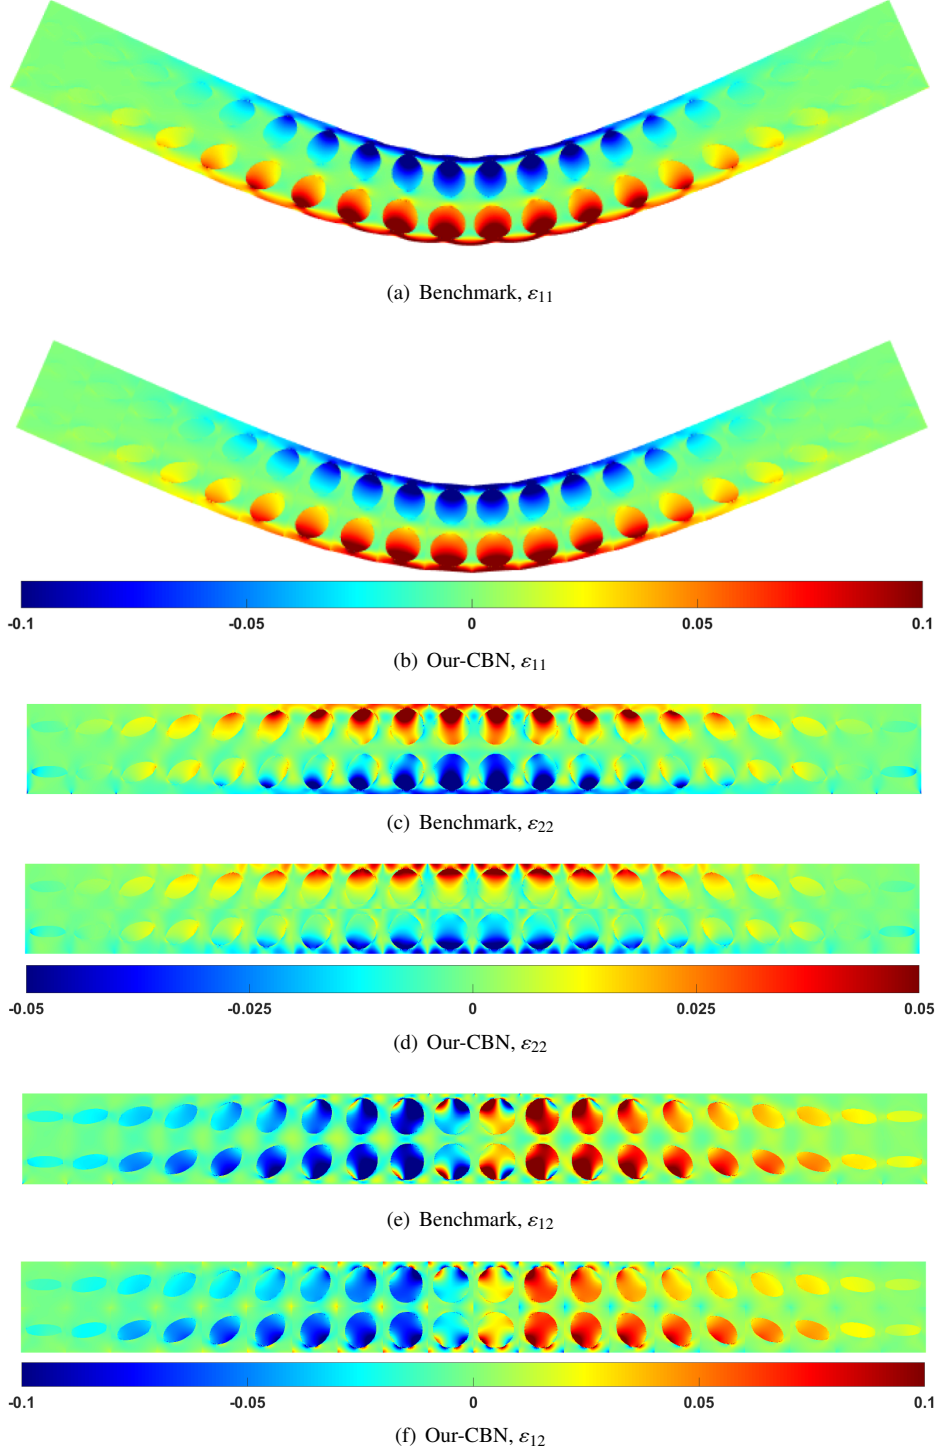 (a) Benchmark, ε11
-0.1 -0.05 0 0.05 0.1
(b) Our-CBN, ε11
(c) Benchmark, ε22
-0.05 -0.025 0 0.025 0.05
(d) Our-CBN, ε22
(e) Benchmark, ε12
-0.1 -0.05 0 0.05 0.1
(f) Our-CBN, ε12